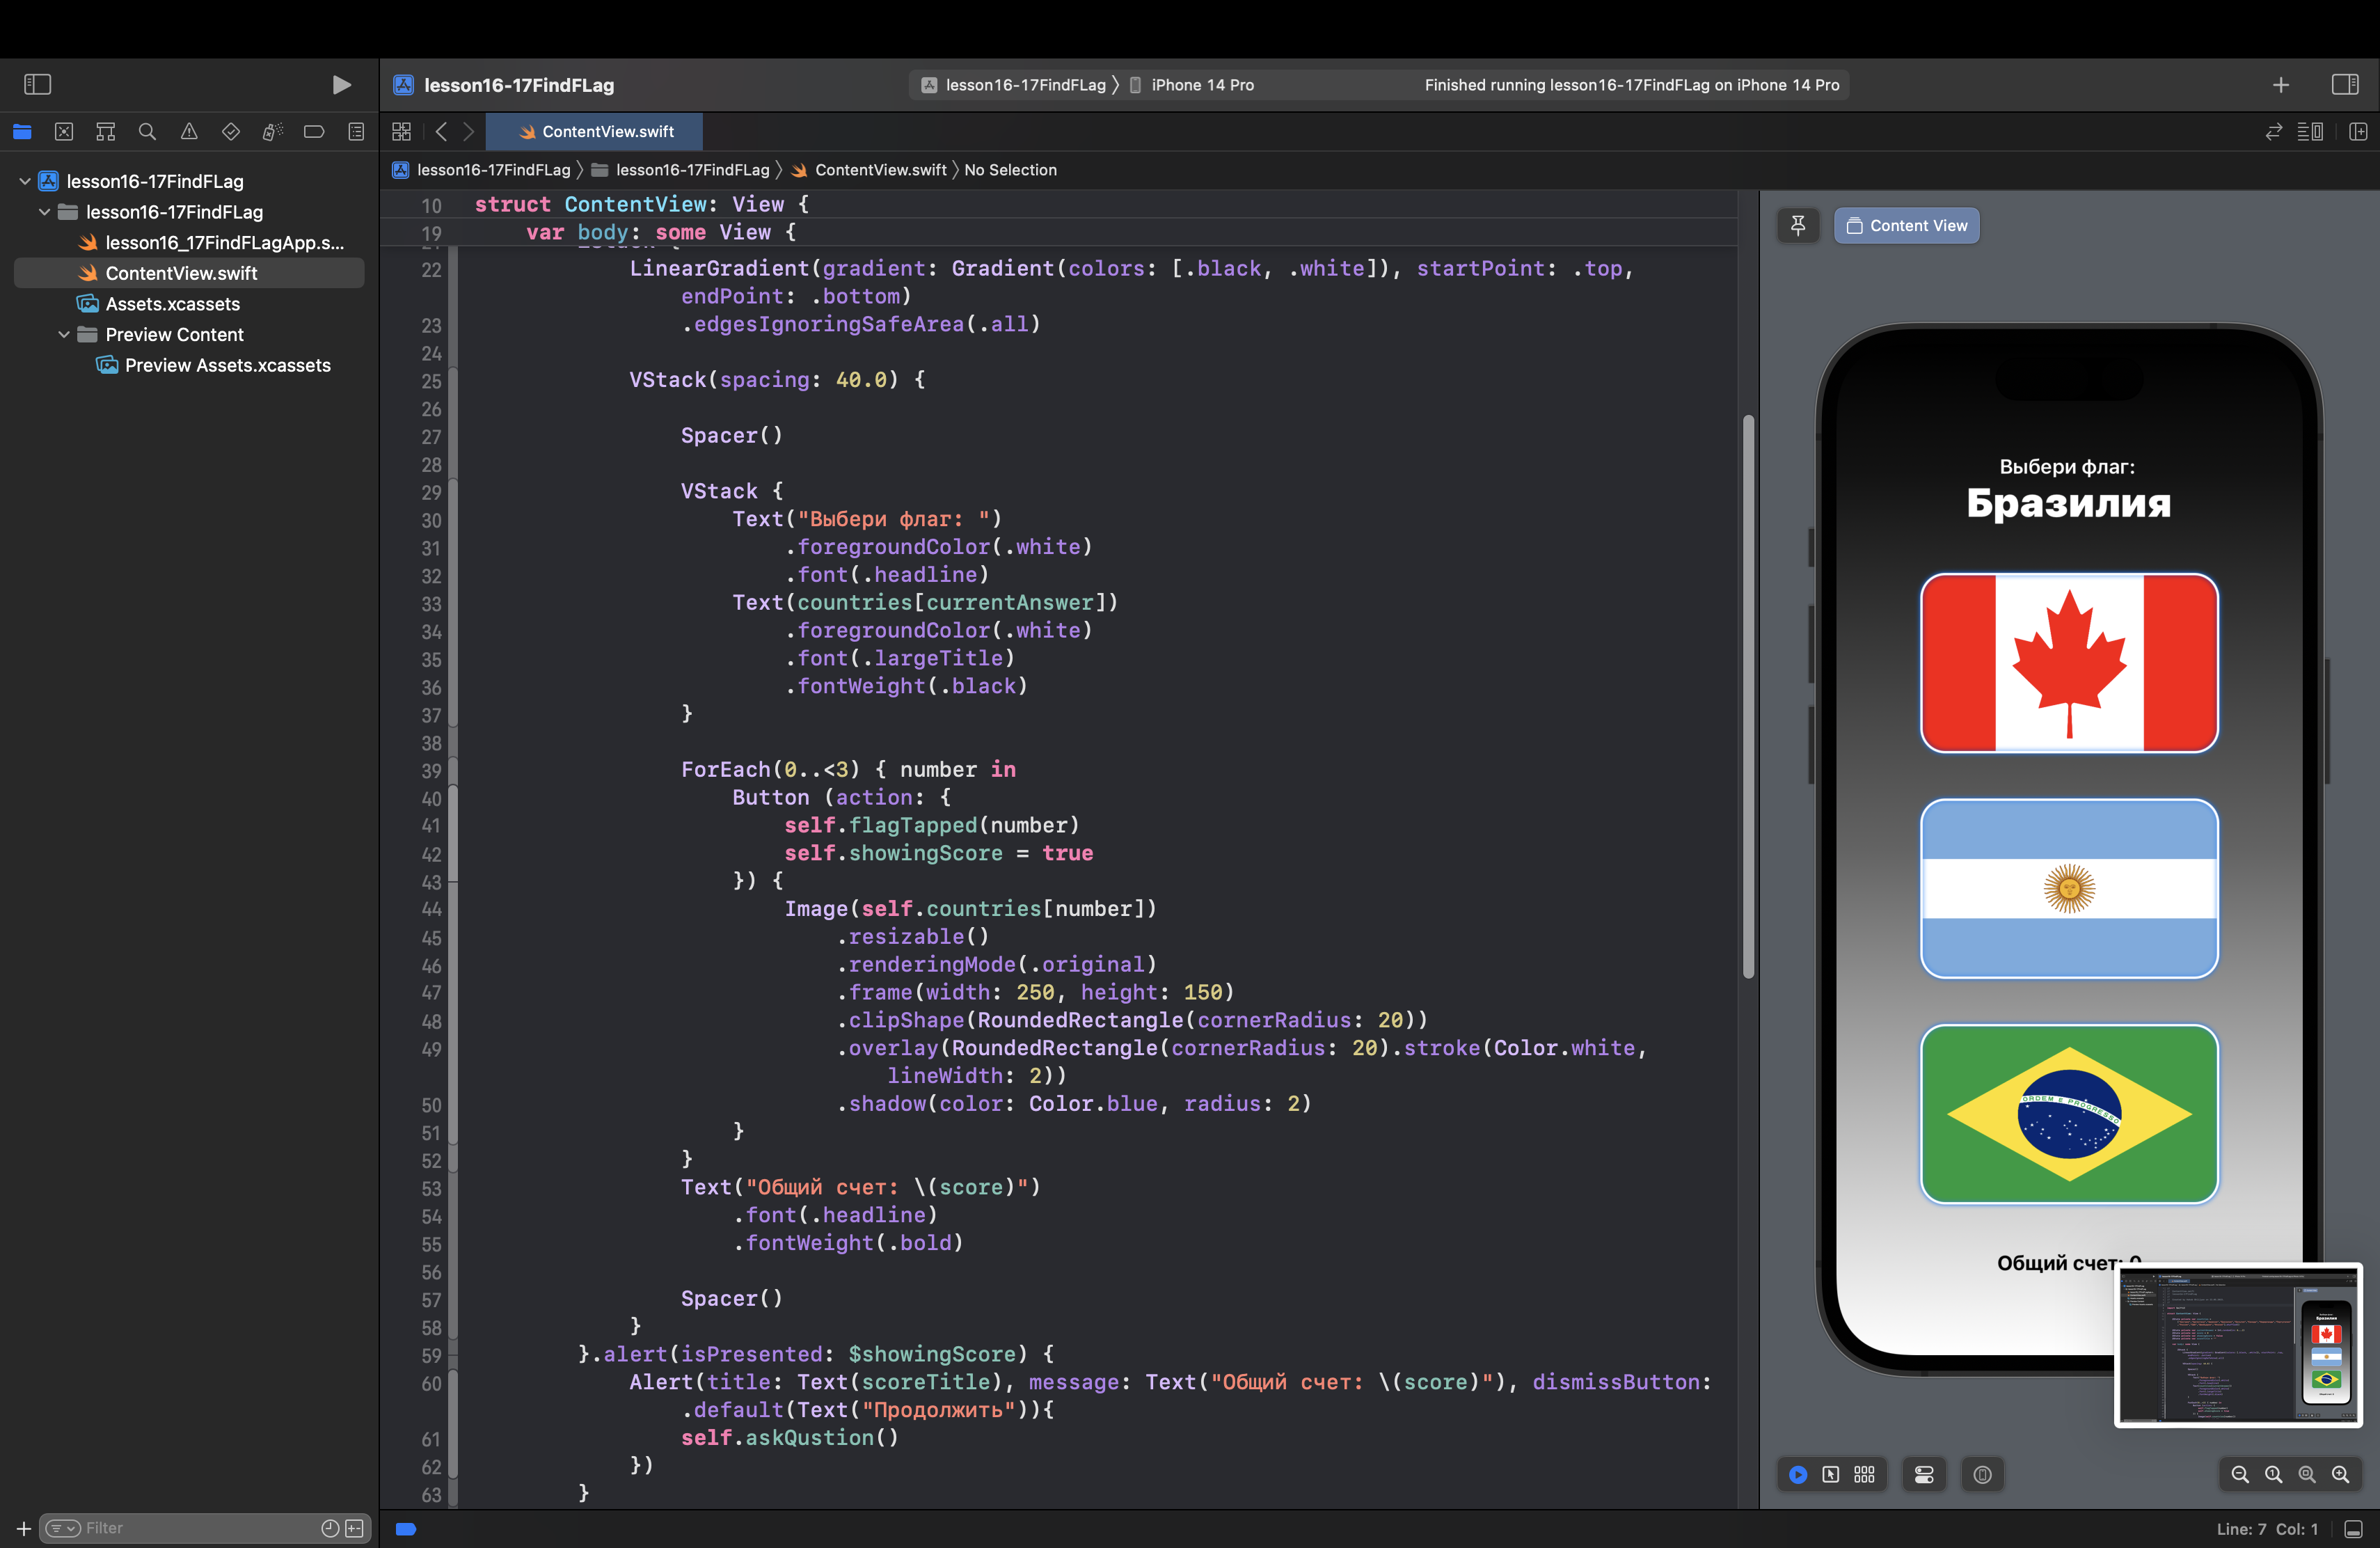 lesson16-17FindFLag
lesson16-17FindFLag
iPhone 14 Pro
Finished running lesson16-17FindFLag on iPhone 14 Pro
ContentView.swift
lesson16-17FindFLag
lesson16-17FindFLag
ContentView.swift
No Selection
lesson16-17FindFLag
lesson16-17FindFLag
lesson16_17FindFLagApp.s...
ContentView.swift
Assets.xcassets
Preview Content
Preview Assets.xcassets
10 struct ContentView: View {
19 var body: some View {
22 LinearGradient(gradient: Gradient(colors: [.black, .white]), startPoint: .top,
endPoint: .bottom)
23 .edgesIgnoringSafeArea(.all)
24
25 VStack(spacing: 40.0) {
26
27 Spacer()
28
29 VStack {
30 Text("Выбери флаг: ")
31 .foregroundColor(.white)
32 .font(.headline)
33 Text(countries[currentAnswer])
34 .foregroundColor(.white)
35 .font(.largeTitle)
36 .fontWeight(.black)
37 }
38
39 ForEach(0..<3) { number in
40 Button (action: {
41 self.flagTapped(number)
42 self.showingScore = true
43 }) {
44 Image(self.countries[number])
45 .resizable()
46 .renderingMode(.original)
47 .frame(width: 250, height: 150)
48 .clipShape(RoundedRectangle(cornerRadius: 20))
49 .overlay(RoundedRectangle(cornerRadius: 20).stroke(Color.white,
lineWidth: 2))
50 .shadow(color: Color.blue, radius: 2)
51 }
52 }
53 Text("Общий счет: \(score)")
54 .font(.headline)
55 .fontWeight(.bold)
56
57 Spacer()
58 }
59 }.alert(isPresented: $showingScore) {
60 Alert(title: Text(scoreTitle), message: Text("Общий счет: \(score)"), dismissButton:
.default(Text("Продолжить")){
61 self.askQustion()
62 })
63 }
Content View
Выбери флаг:
Бразилия
ORDEM E PROGRESSO
Общий счет: 0
Filter
Line: 7 Col: 1